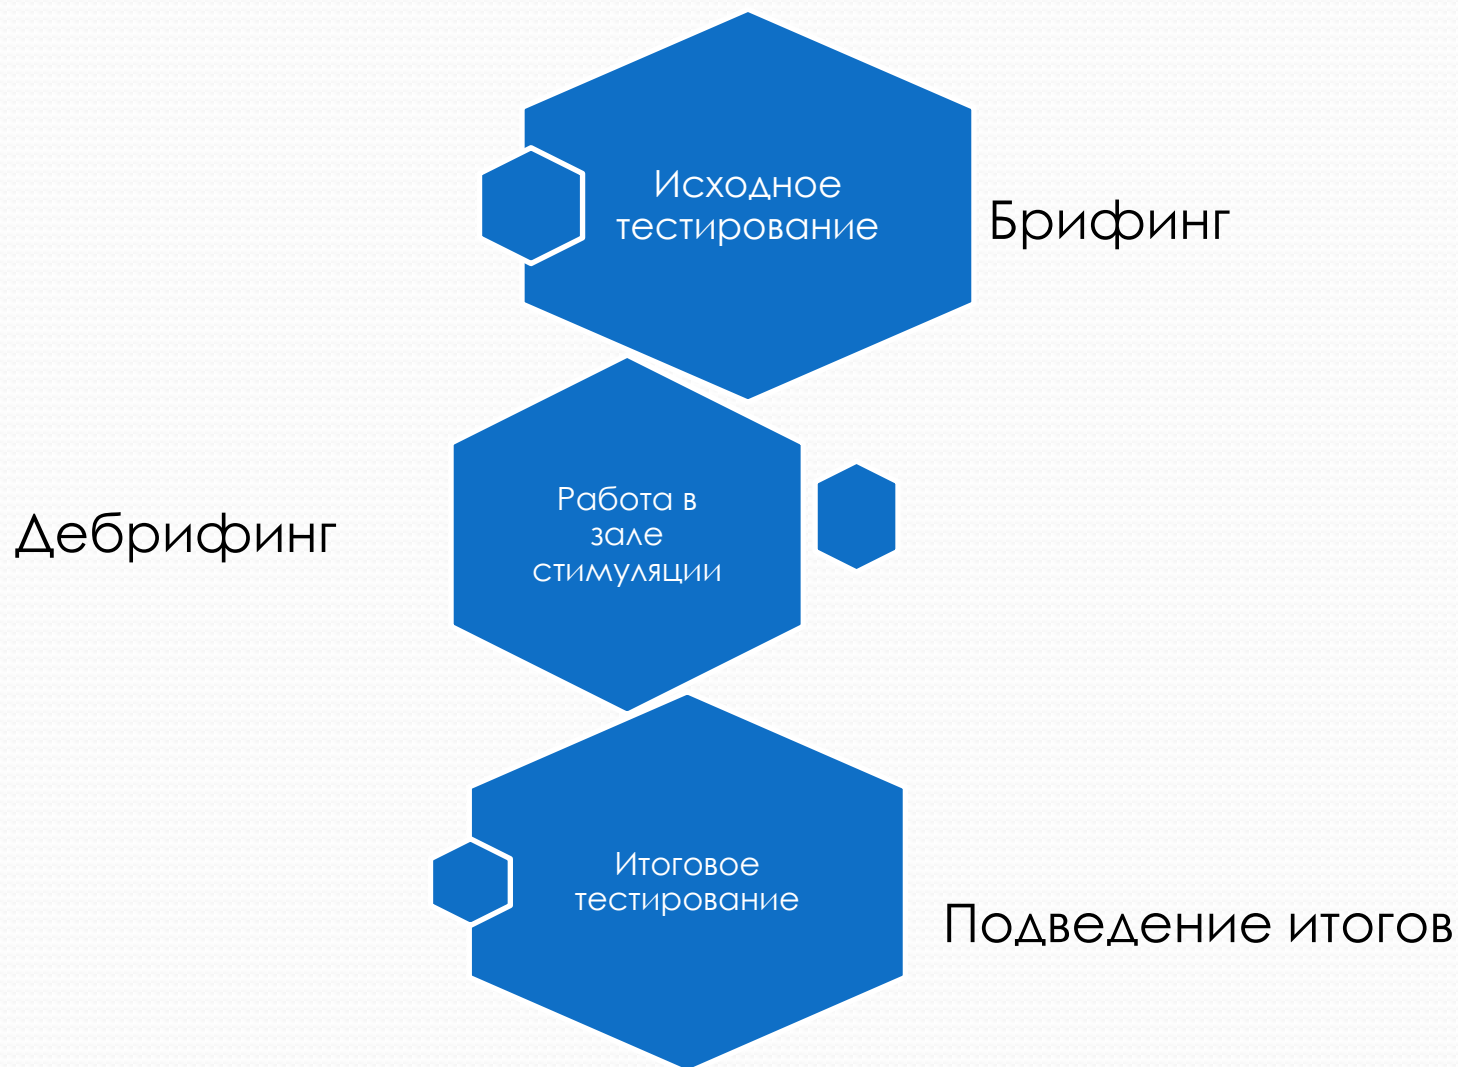 Исходное
тестирование
Брифинг
Работа в
зале
стимуляции
Дебрифинг
Итоговое
тестирование
Подведение итогов